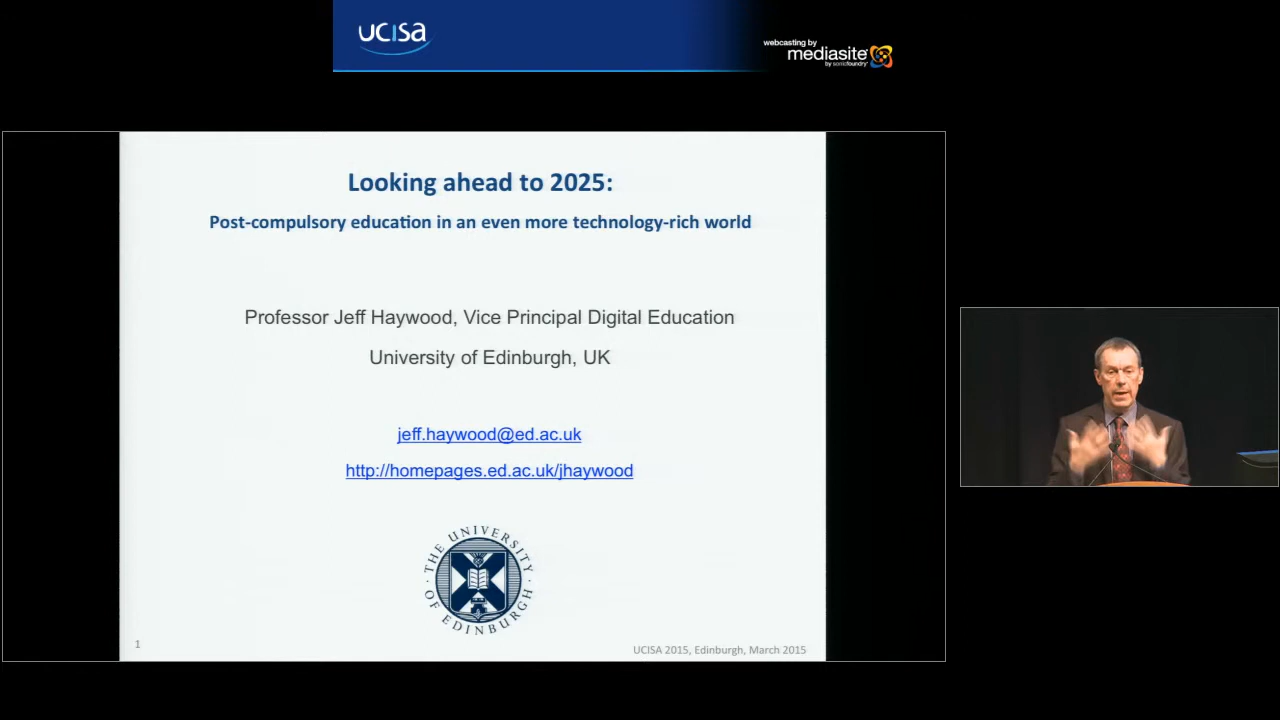 ucisa
webcasting by
mediasite
by sonicfoundry
Looking ahead to 2025:
Post-compulsory education in an even more technology-rich world
Professor Jeff Haywood, Vice Principal Digital Education
University of Edinburgh, UK
jeff.haywood@ed.ac.uk
http://homepages.ed.ac.uk/jhaywood
THE UNIVERSITY
OF EDINBURGH
1
UCISA 2015, Edinburgh, March 2015